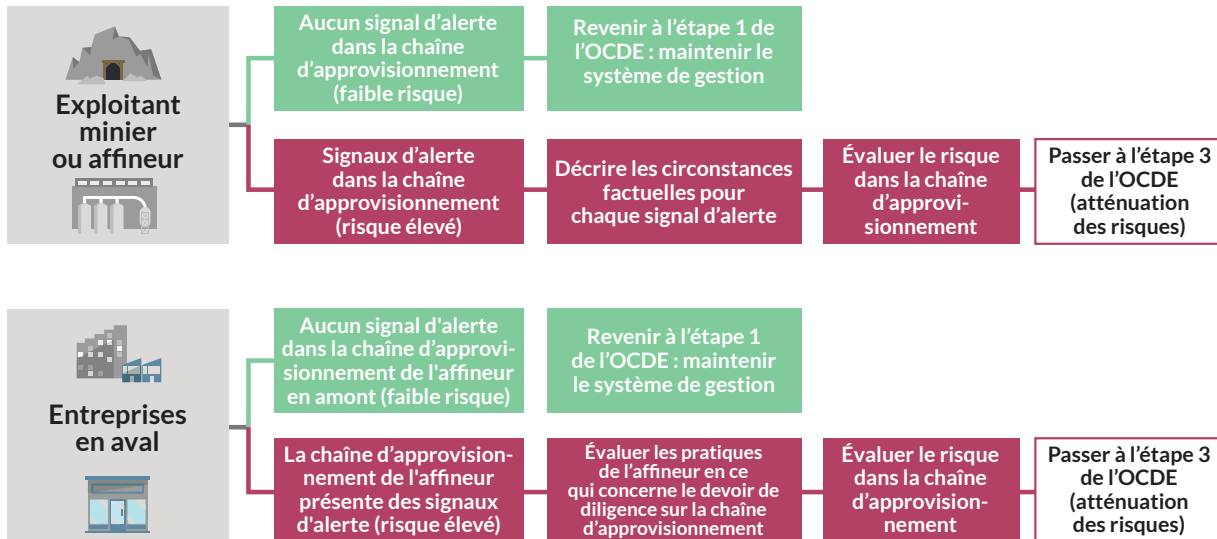 Exploitant
minier
ou affineur
Aucun signal d’alerte
dans la chaîne
d’approvisionnement
(faible risque)
Revenir à l’étape 1 de
l’OCDE : maintenir le
système de gestion
Signaux d’alerte
dans la chaîne
d’approvisionnement
(risque élevé)
Décrire les circonstances
factuelles pour
chaque signal d’alerte
Évaluer le risque
dans la chaîne
d’approvi-
sionnement
Passer à l’étape 3
de l’OCDE
(atténuation
des risques)
Entreprises
en aval
Aucun signal d'alerte
dans la chaîne d’approvi-
sionnement de l'affineur
en amont (faible risque)
Revenir à l’étape 1
de l’OCDE : maintenir
le système de gestion
La chaîne d’approvision-
nement de l'affineur
présente des signaux
d'alerte (risque élevé)
Évaluer les pratiques
de l’affineur en ce
qui concerne le devoir de
diligence sur la chaîne
d’approvisionnement
Évaluer le risque
dans la chaîne
d’approvision-
nement
Passer à l’étape 3
de l’OCDE
(atténuation
des risques)